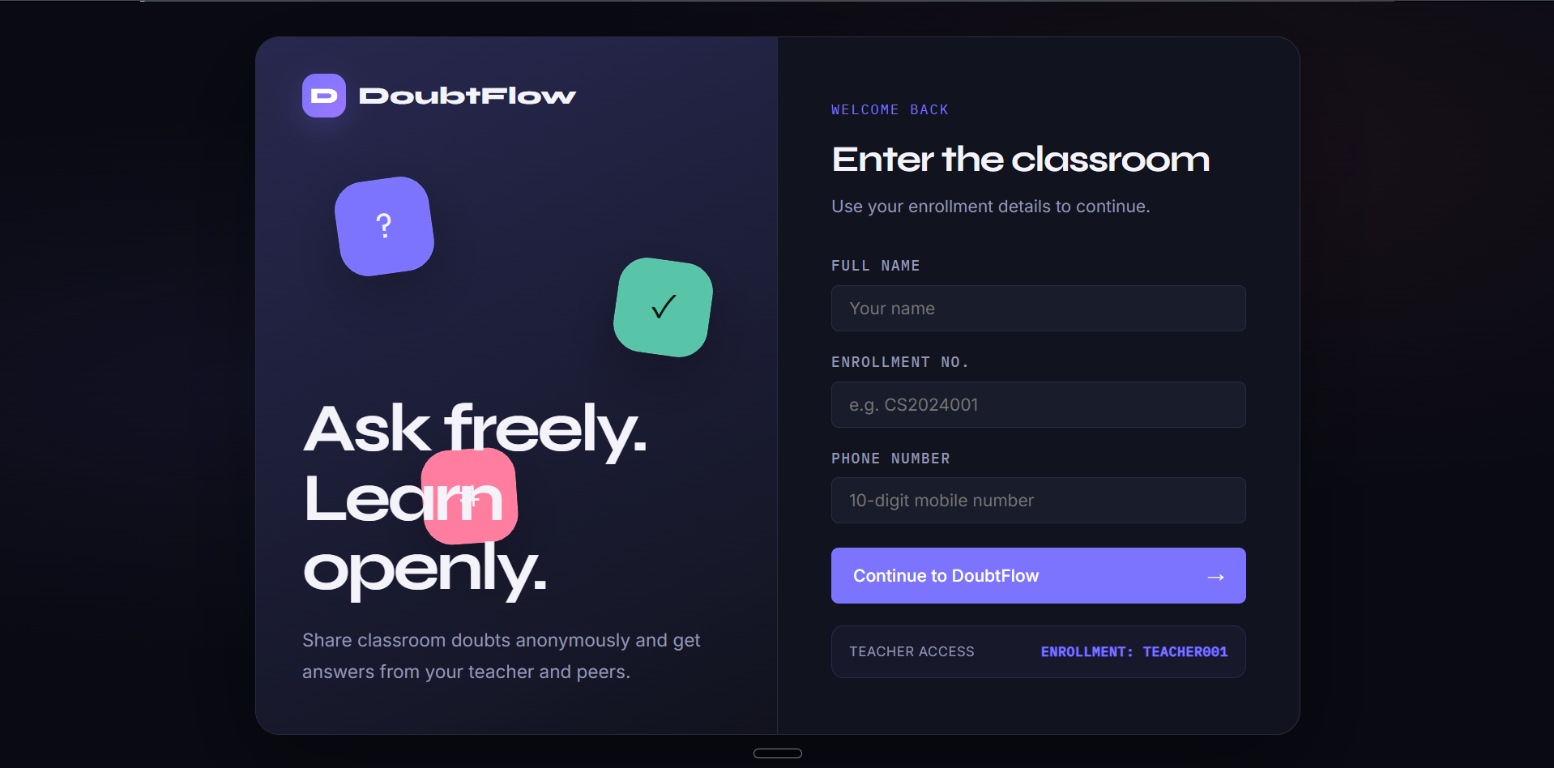 D DoubtFlow
?
✓
Ask freely.
Learn
openly.
Share classroom doubts anonymously and get
answers from your teacher and peers.
WELCOME BACK
Enter the classroom
Use your enrollment details to continue.
FULL NAME
Your name
ENROLLMENT NO.
e.g. CS2024001
PHONE NUMBER
10-digit mobile number
Continue to DoubtFlow →
TEACHER ACCESS ENROLLMENT: TEACHER001